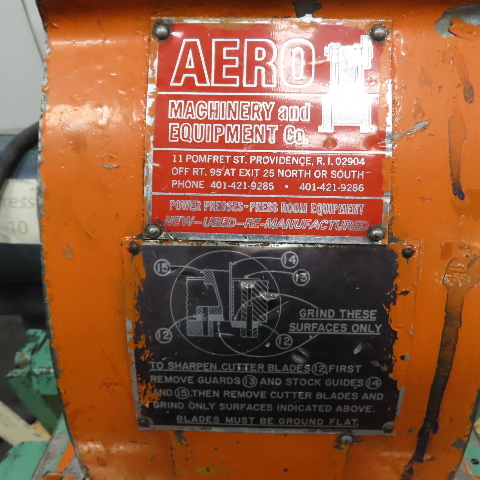 AERO
MACHINERY and
EQUIPMENT Co.
11 POMFRET ST. PROVIDENCE, R.I. 02904
OFF RT. 95 AT EXIT 25 NORTH OR SOUTH
PHONE 401-421-9285 • 401-421-9286
POWER PRESSES-PRESS ROOM EQUIPMENT
NEW-USED-RE-MANUFACTURED
15 14
13
GRIND THESE
SURFACES ONLY
12 12
TO SHARPEN CUTTER BLADES 12, FIRST
REMOVE GUARDS 13 AND STOCK GUIDES 14
AND 15. THEN REMOVE CUTTER BLADES AND
GRIND ONLY SURFACES INDICATED ABOVE.
BLADES MUST BE GROUND FLAT.